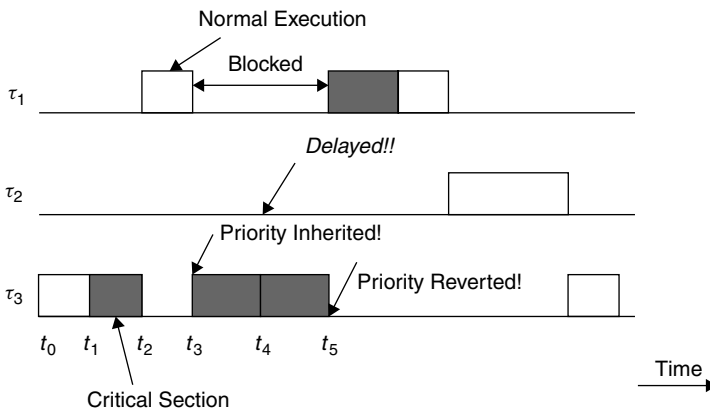 Normal Execution
Blocked
τ1
Delayed!!
τ2
Priority Inherited!
Priority Reverted!
τ3
t0 t1 t2 t3 t4 t5
Time
Critical Section